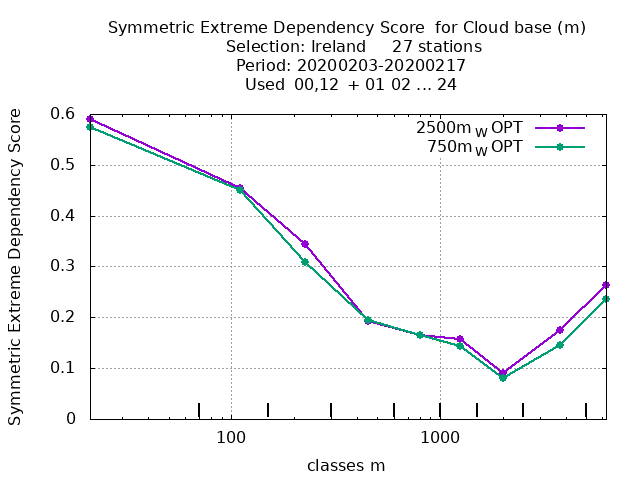 Symmetric Extreme Dependency Score for Cloud base (m)
Selection: Ireland 27 stations
Period: 20200203-20200217
Used 00,12 + 01 02 ... 24
Symmetric Extreme Dependency Score
2500m W OPT
750m W OPT
0.6
0.5
0.4
0.3
0.2
0.1
0
100 1000
classes m